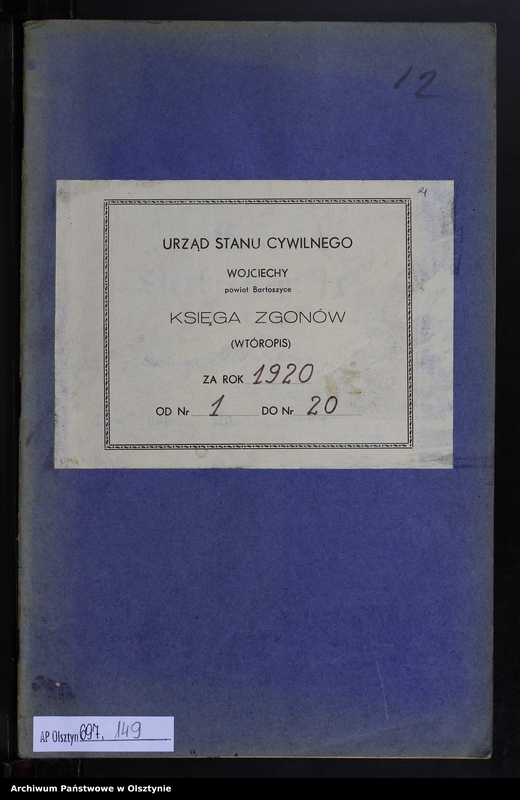 12
URZĄD STANU CYWILNEGO
WOJCIECHY
powiat Bartoszyce
KSIĘGA ZGONÓW
(WTÓROPIS)
ZA ROK 1920
OD Nr 1 DO Nr 20
AP Olsztyn 697. 149
Archiwum Państwowe w Olsztynie